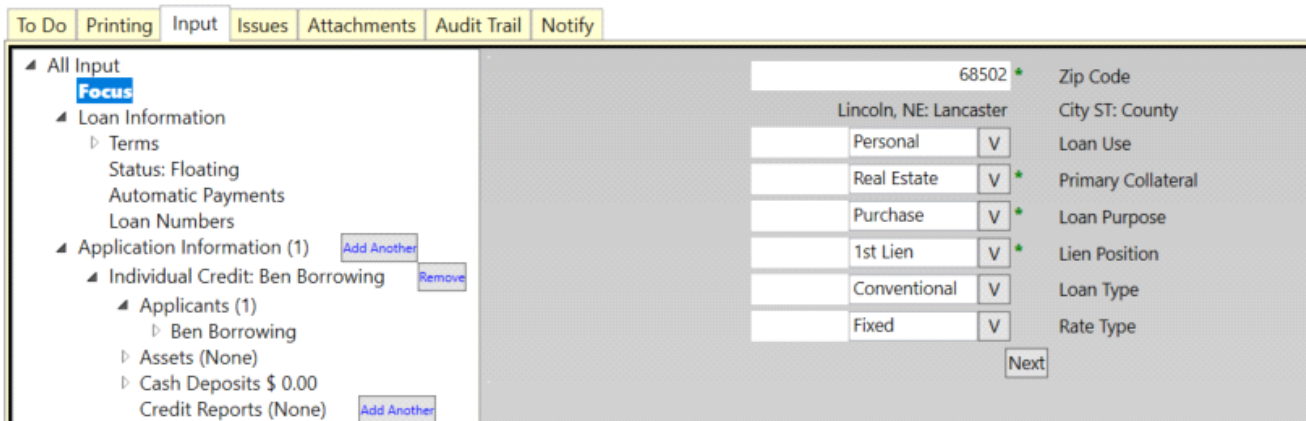 To Do Printing Input Issues Attachments Audit Trail Notify
All Input
Focus
Loan Information
Terms
Status: Floating
Automatic Payments
Loan Numbers
Application Information (1) Add Another
Individual Credit: Ben Borrowing Remove
Applicants (1)
Ben Borrowing
Assets (None)
Cash Deposits $ 0.00
Credit Reports (None) Add Another
68502 * Zip Code
Lincoln, NE: Lancaster City ST: County
Personal V Loan Use
Real Estate V * Primary Collateral
Purchase V * Loan Purpose
1st Lien V * Lien Position
Conventional V Loan Type
Fixed V Rate Type
Next